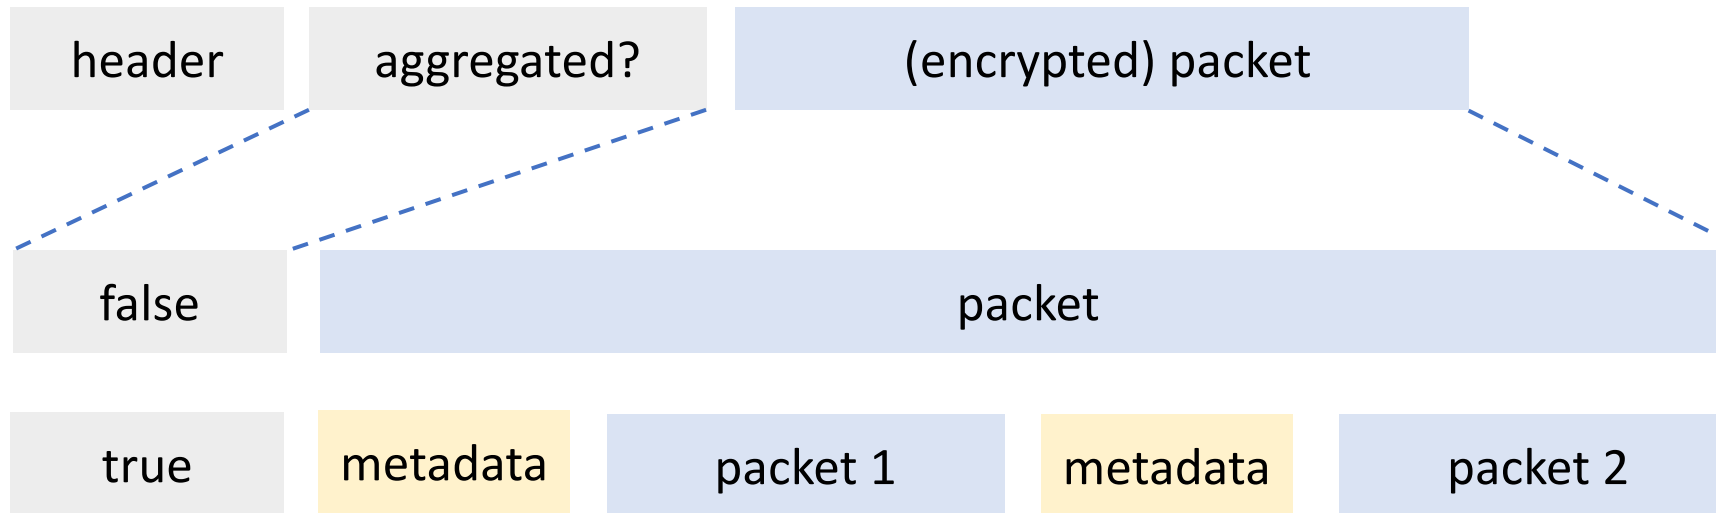 header aggregated? (encrypted) packet
false packet
true metadata packet 1 metadata packet 2